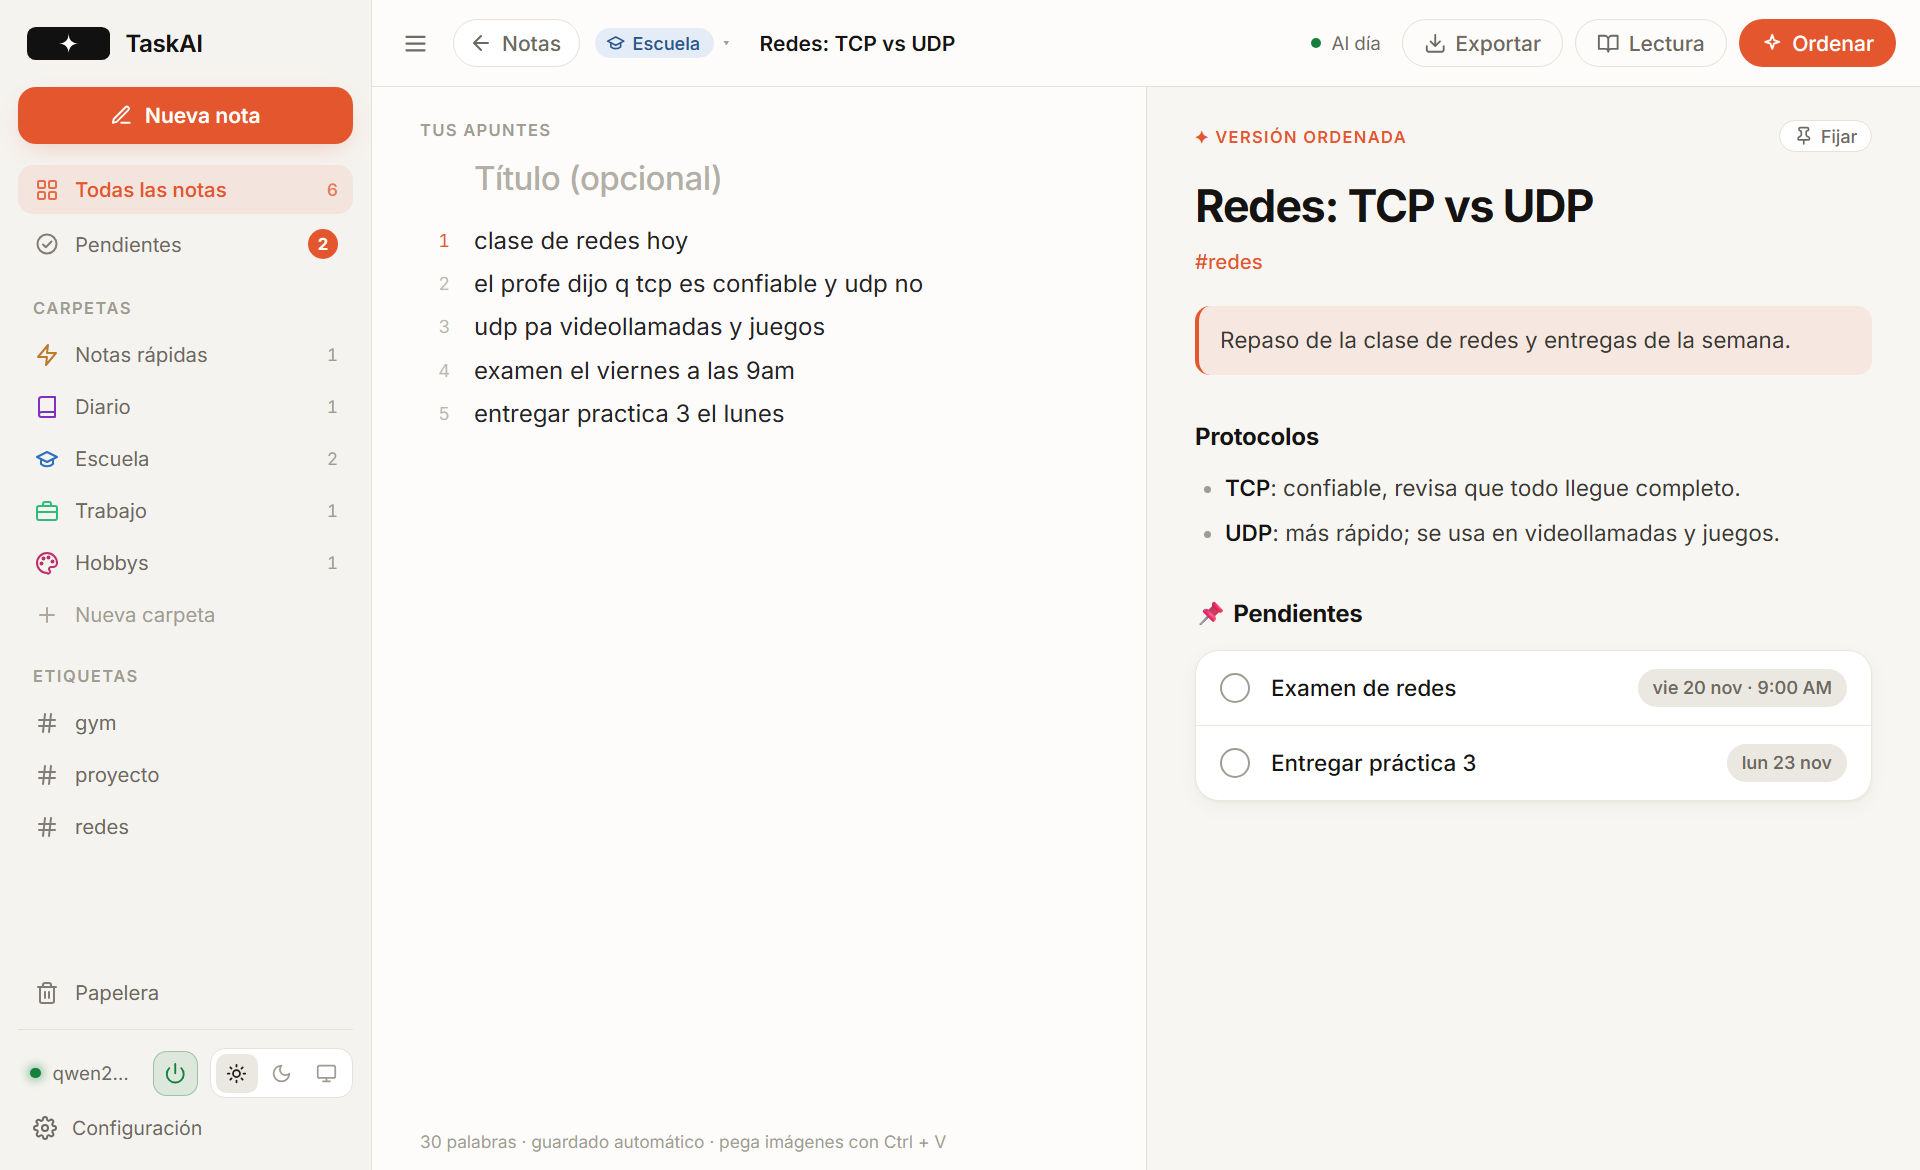 TaskAI
Nueva nota
Todas las notas 6
Pendientes 2
CARPETAS
Notas rápidas 1
Diario 1
Escuela 2
Trabajo 1
Hobbys 1
Nueva carpeta
ETIQUETAS
# gym
# proyecto
# redes
Papelera
qwen2...
Configuración
Notas
Escuela
Redes: TCP vs UDP
Al día
Exportar
Lectura
Ordenar
TUS APUNTES
Título (opcional)
1 clase de redes hoy
2 el profe dijo q tcp es confiable y udp no
3 udp pa videollamadas y juegos
4 examen el viernes a las 9am
5 entregar practica 3 el lunes
30 palabras · guardado automático · pega imágenes con Ctrl + V
VERSIÓN ORDENADA
Fijar
Redes: TCP vs UDP
#redes
Repaso de la clase de redes y entregas de la semana.
Protocolos
TCP: confiable, revisa que todo llegue completo.
UDP: más rápido; se usa en videollamadas y juegos.
Pendientes
Examen de redes vie 20 nov · 9:00 AM
Entregar práctica 3 lun 23 nov